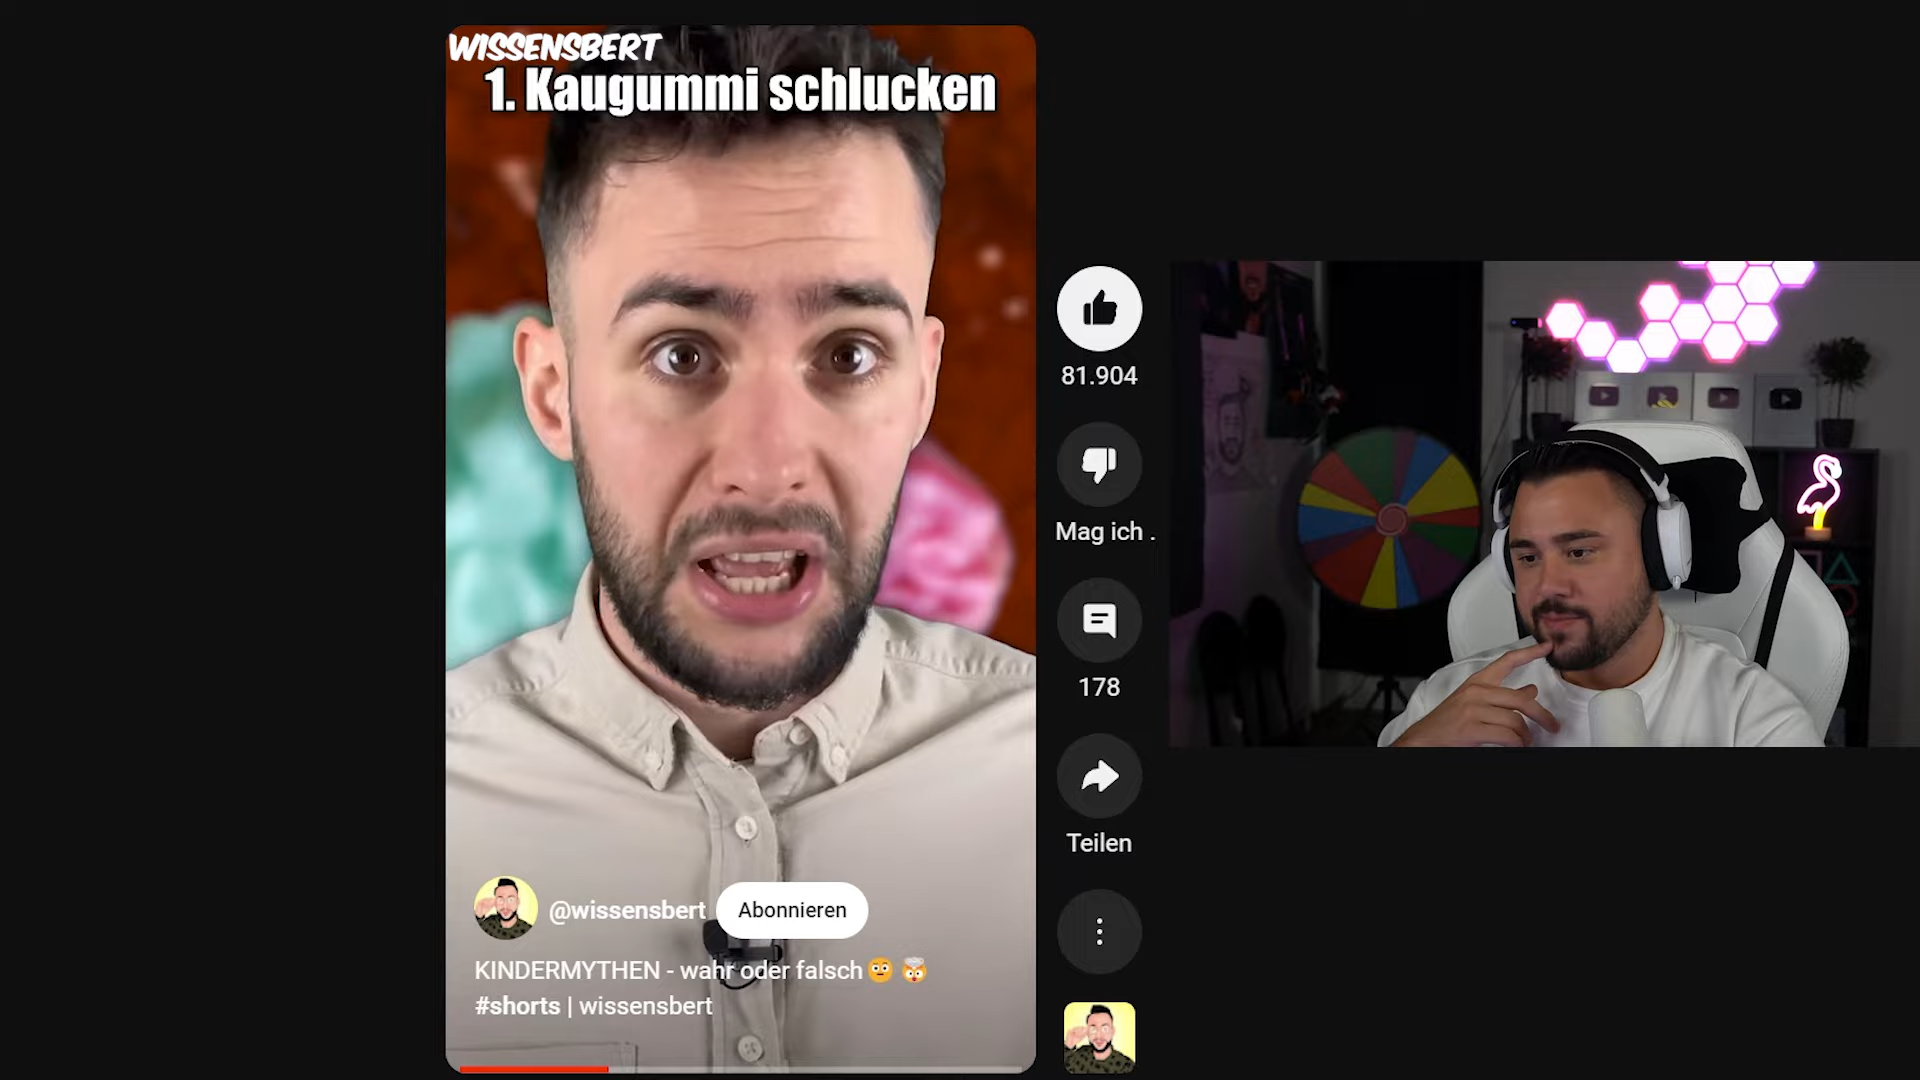 WISSENSBERT
1. Kaugummi schlucken
81.904
Mag ich .
178
Teilen
@wissensbert
Abonnieren
KINDERMYTHEN - wahr oder falsch 😳 🤯
#shorts | wissensbert